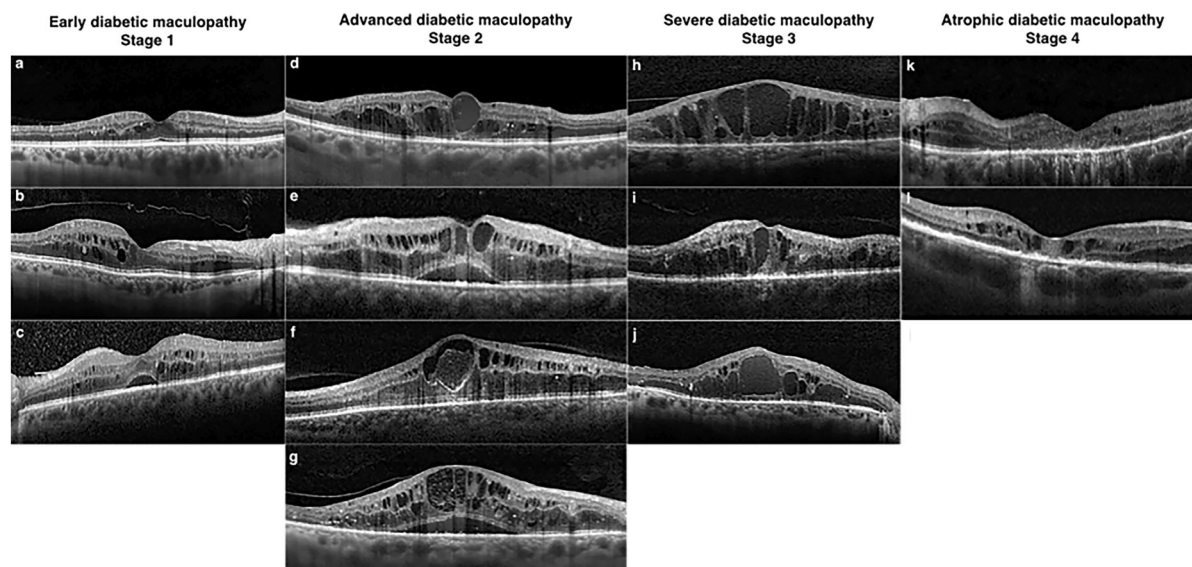 Early diabetic maculopathy
Stage 1
Advanced diabetic maculopathy
Stage 2
Severe diabetic maculopathy
Stage 3
Atrophic diabetic maculopathy
Stage 4
a
d
h
k
b
e
i
l
c
f
j
g